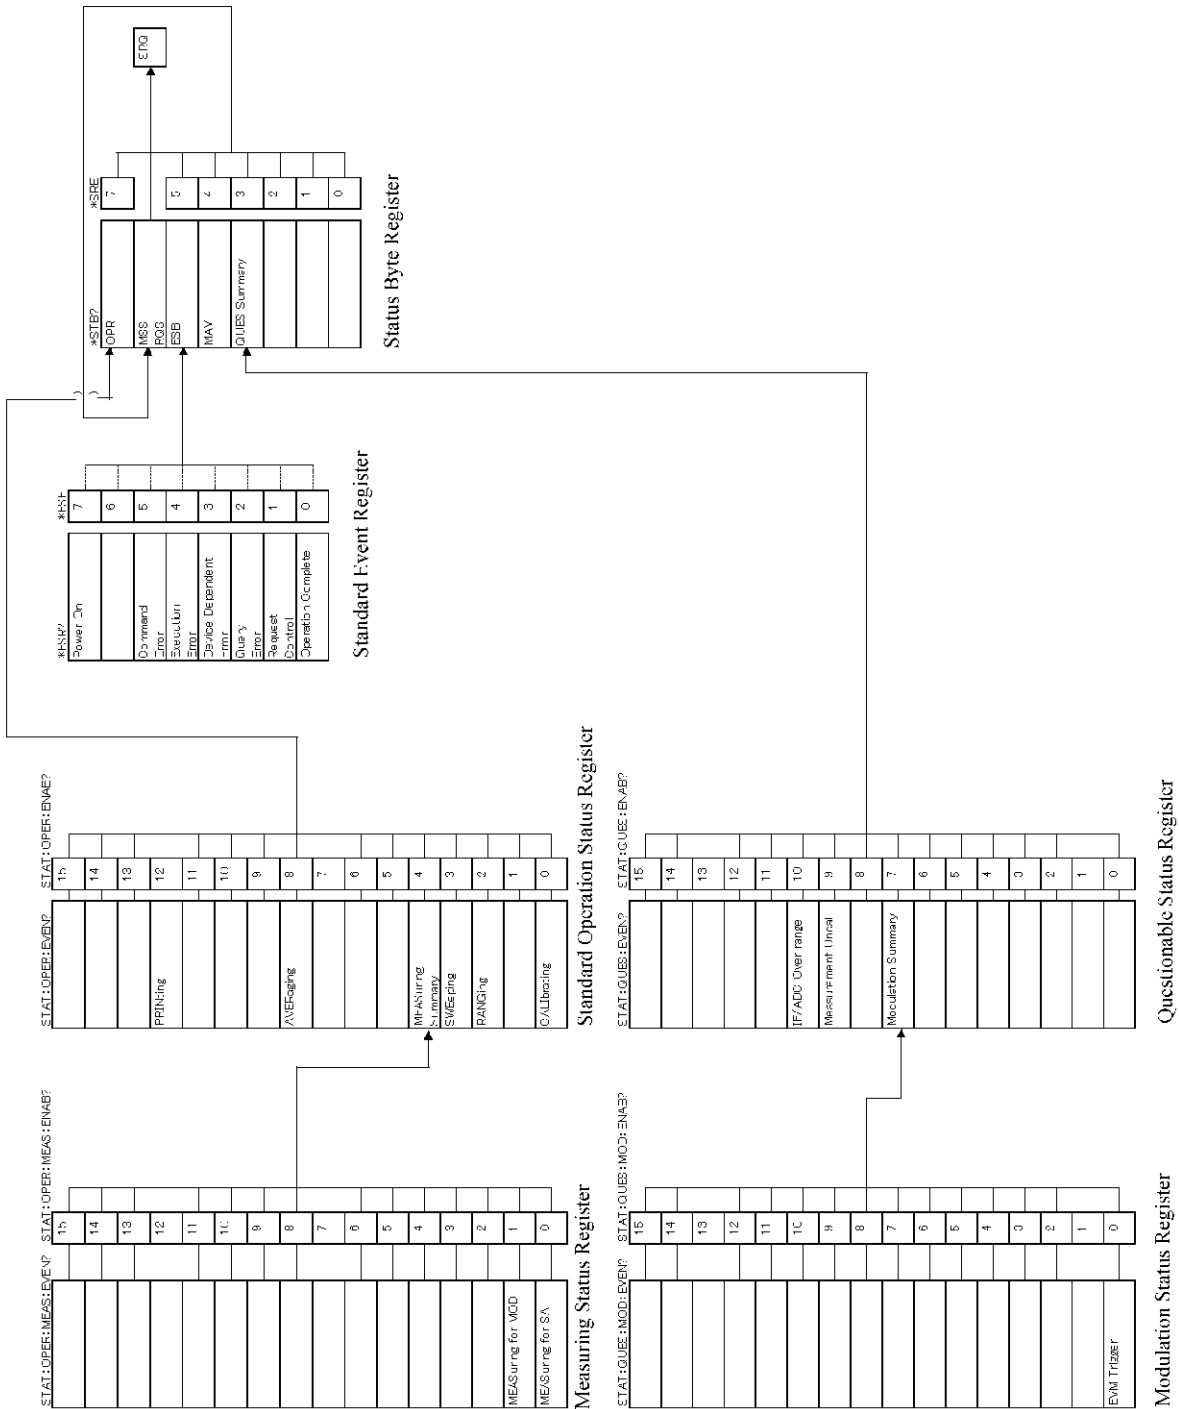 STAT:OPER:MEAS:EVEN?
STAT:OPER:MEAS:ENAB?
15
14
13
12
11
10
9
8
7
6
5
4
3
2
MEASuring for MOD
1
MEASuring for SA
0
Measuring Status Register
STAT:OPER:EVEN?
STAT:OPER:ENAE?
15
14
13
PRINting
12
11
10
9
AVERaging
8
7
6
5
MEASuring
Summary
4
SWEeping
3
RANGing
2
1
CALIbrating
0
Standard Operation Status Register
*ESR?
*ESE
Power On
7
6
Command
Error
5
Execution
Error
4
Device Dependent
Error
3
Query
Error
2
Request
Control
1
Operation Complete
0
Standard Event Register
*STB?
*SRE
OPR
7
MSS
RQS
ESB
5
MAV
4
QUES Summary
3
2
1
0
Status Byte Register
SRQ
STAT:QUES:MOD:EVEN?
STAT:QUES:MOD:ENAB?
15
14
13
12
11
10
9
8
7
6
5
4
3
2
1
EVM Trigger
0
Modulation Status Register
STAT:QUES:EVEN?
STAT:QUES:ENAB?
15
14
13
12
11
IF/ADC Over range
10
Measurement Uncal
9
8
Modulation Summary
7
6
5
4
3
2
1
0
Questionable Status Register